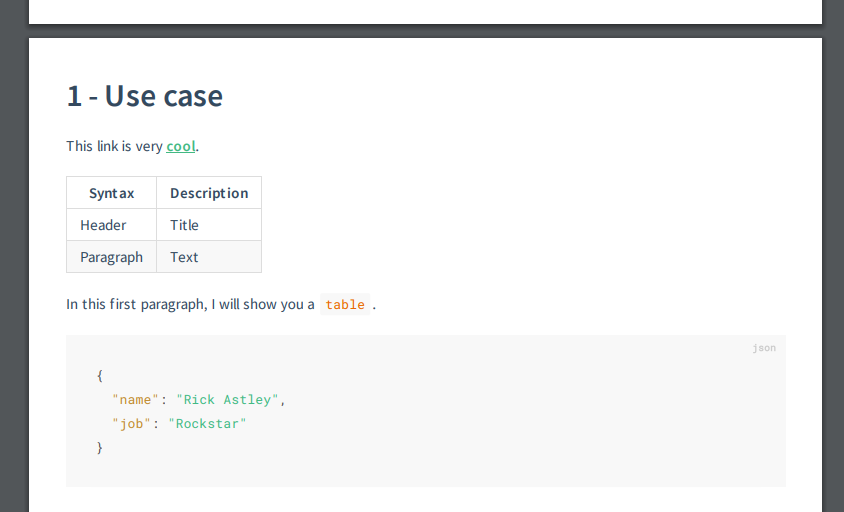 1 - Use case
This link is very cool.
Syntax Description
Header Title
Paragraph Text
In this first paragraph, I will show you a table .
json
{
"name": "Rick Astley",
"job": "Rockstar"
}